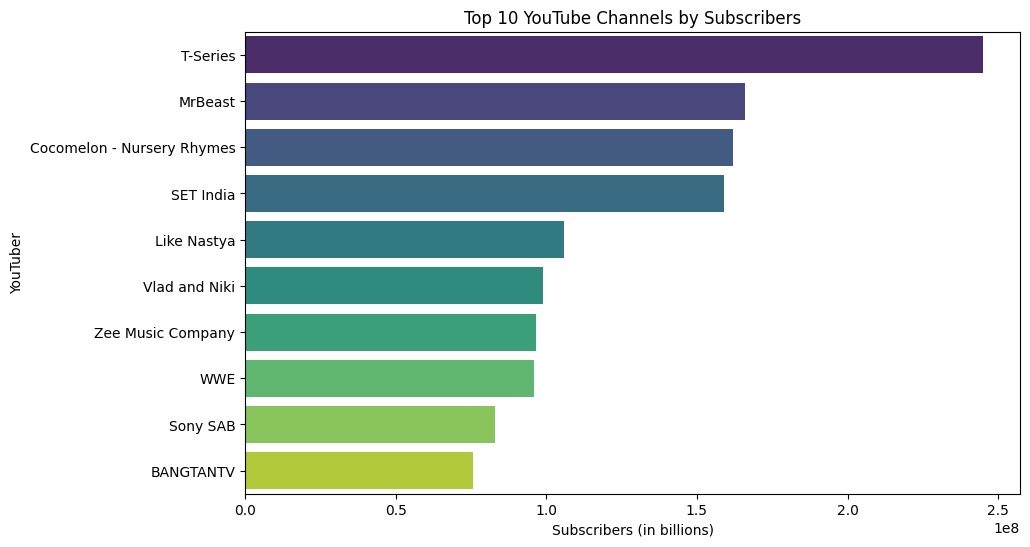 Top 10 YouTube Channels by Subscribers
YouTuber
T-Series
MrBeast
Cocomelon - Nursery Rhymes
SET India
Like Nastya
Vlad and Niki
Zee Music Company
WWE
Sony SAB
BANGTANTV
0.0 0.5 1.0 1.5 2.0 2.5
1e8
Subscribers (in billions)